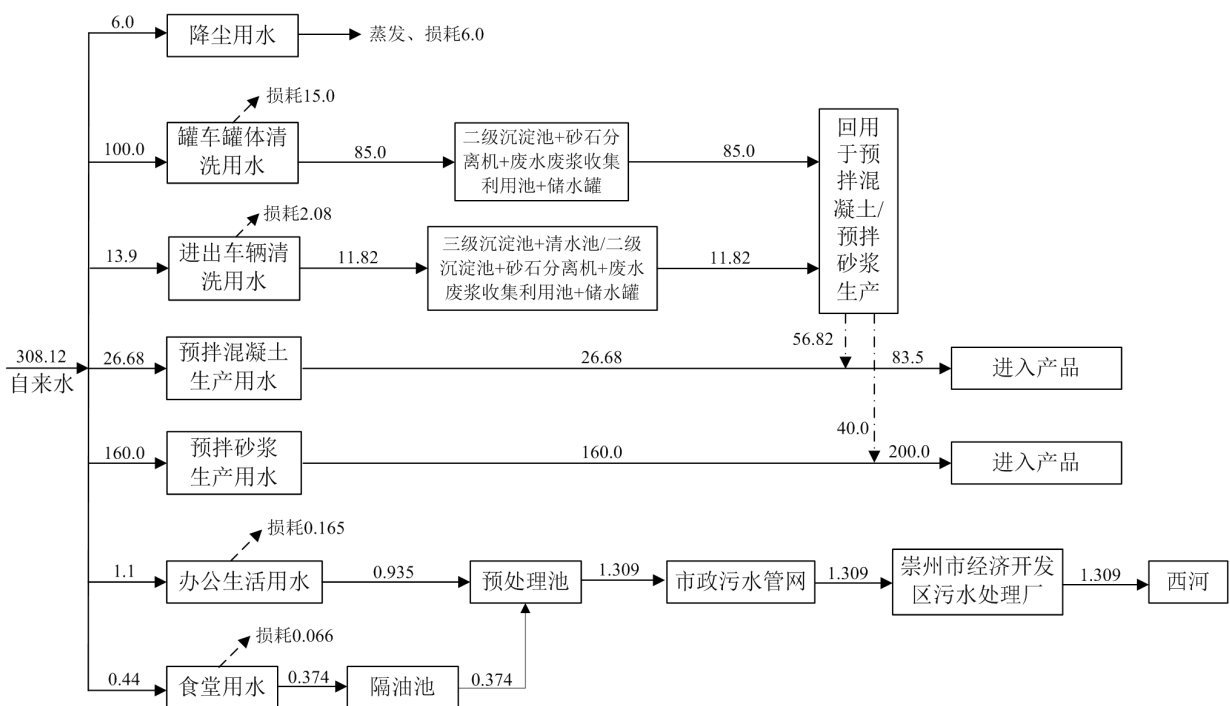 6.0
降尘用水
蒸发、损耗6.0
损耗15.0
100.0
罐车罐体清
洗用水
85.0
二级沉淀池+砂石分
离机+废水废浆收集
利用池+储水罐
85.0
回用
于预
拌混
凝土/
预拌
砂浆
生产
损耗2.08
13.9
进出车辆清
洗用水
11.82
三级沉淀池+清水池/二级
沉淀池+砂石分离机+废水
废浆收集利用池+储水罐
11.82
56.82
308.12
自来水
26.68
预拌混凝土
生产用水
26.68
83.5
进入产品
40.0
160.0
预拌砂浆
生产用水
160.0
200.0
进入产品
损耗0.165
1.1
办公生活用水
0.935
预处理池
1.309
市政污水管网
1.309
崇州市经济开发
区污水处理厂
1.309
西河
损耗0.066
0.44
食堂用水
0.374
隔油池
0.374